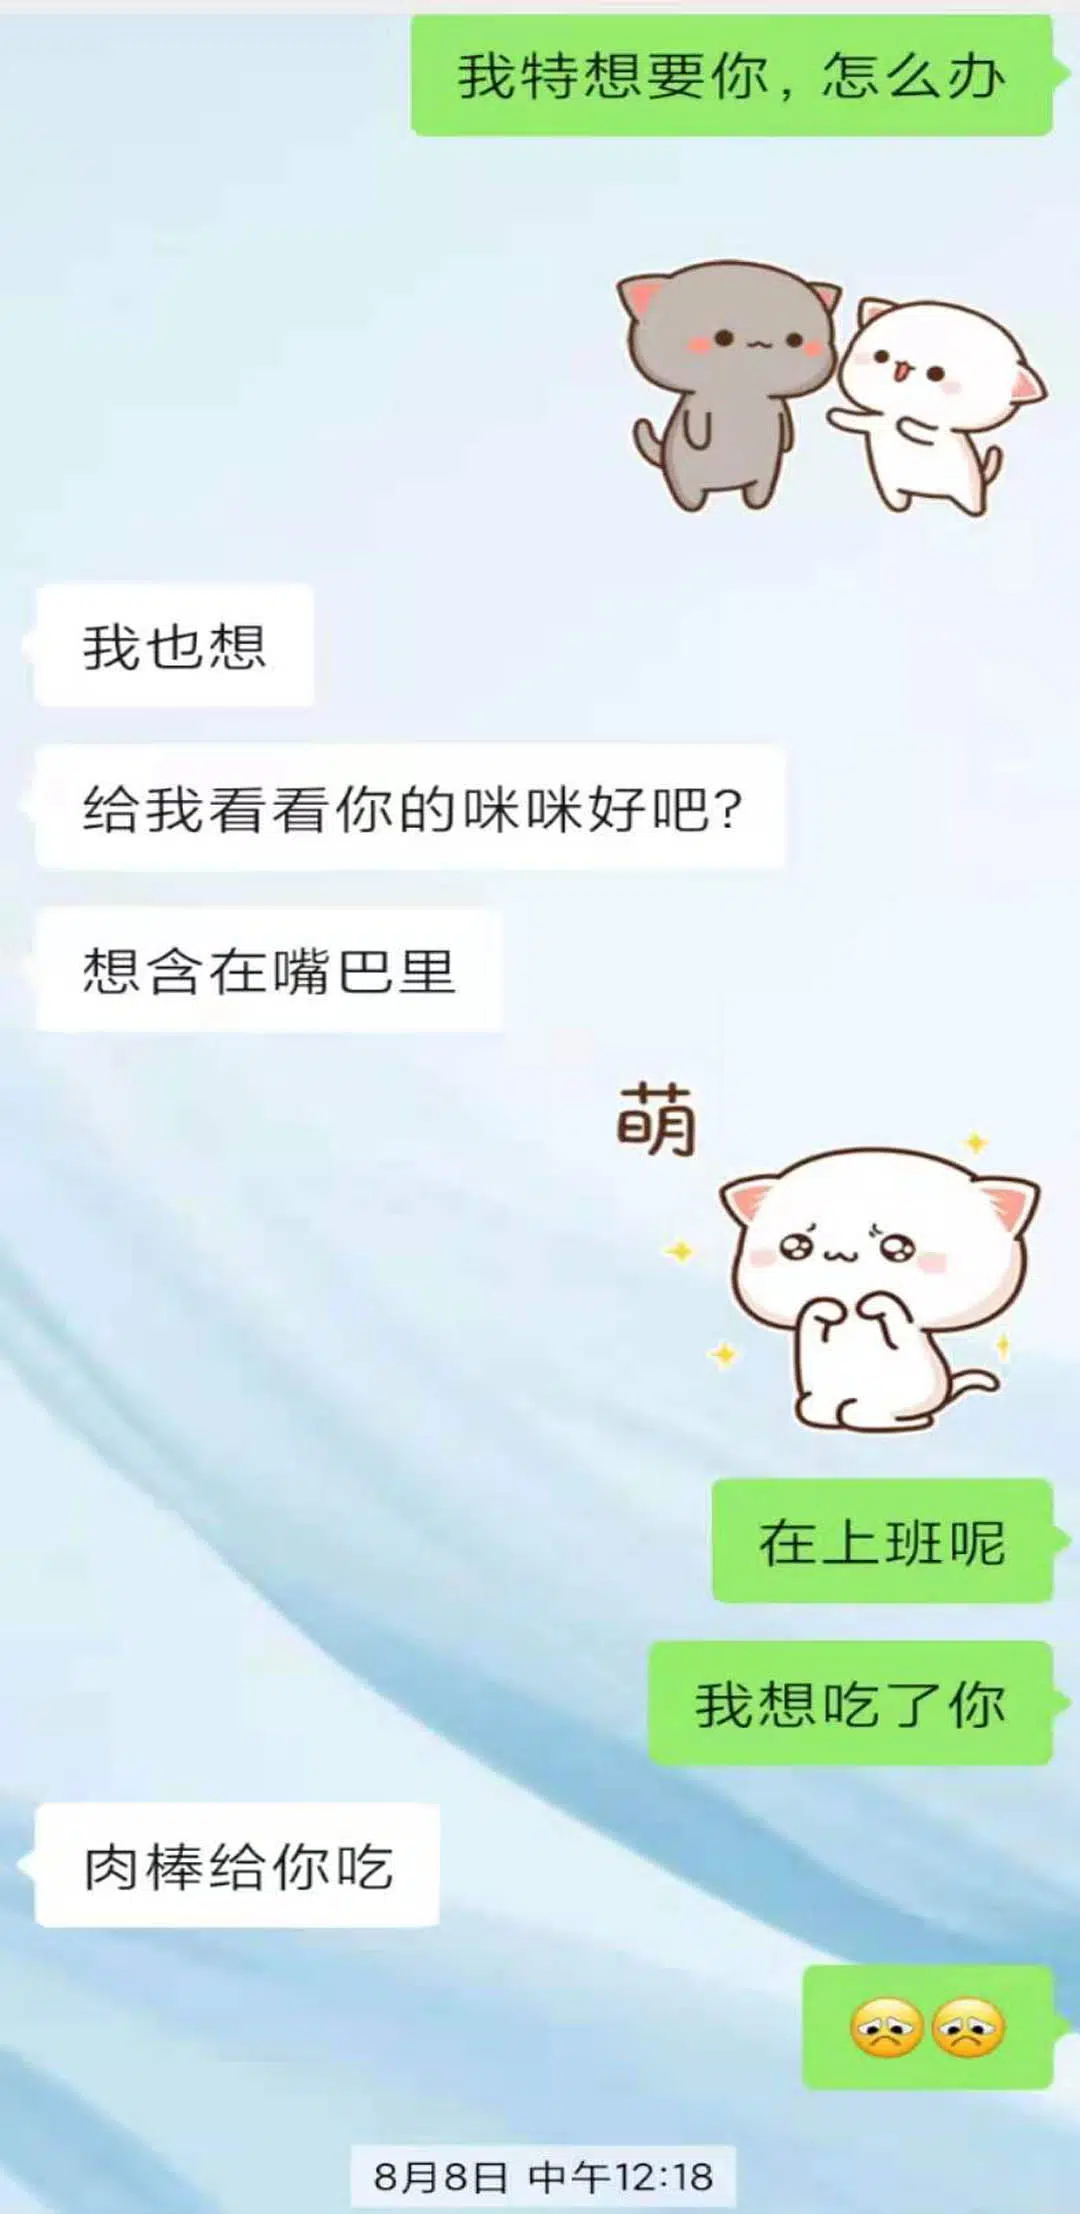 我特想要你，怎么办
我也想
给我看看你的咪咪好吧?
想含在嘴巴里
萌
在上班呢
我想吃了你
肉棒给你吃
8月8日 中午12:18